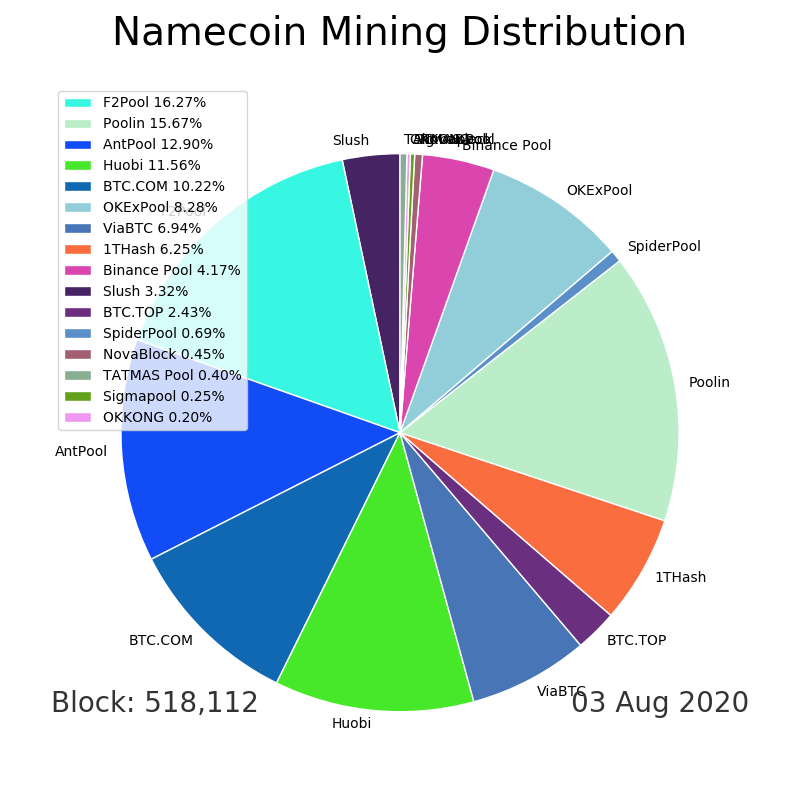 Namecoin Mining Distribution
F2Pool 16.27%
Poolin 15.67%
AntPool 12.90%
Huobi 11.56%
BTC.COM 10.22%
OKExPool 8.28%
ViaBTC 6.94%
1THash 6.25%
Binance Pool 4.17%
Slush 3.32%
BTC.TOP 2.43%
SpiderPool 0.69%
NovaBlock 0.45%
TATMAS Pool 0.40%
Sigmapool 0.25%
OKKONG 0.20%
Slush
Binance Pool
OKExPool
SpiderPool
Poolin
1THash
BTC.TOP
ViaBTC
Huobi
BTC.COM
AntPool
F2Pool
Block: 518,112
03 Aug 2020